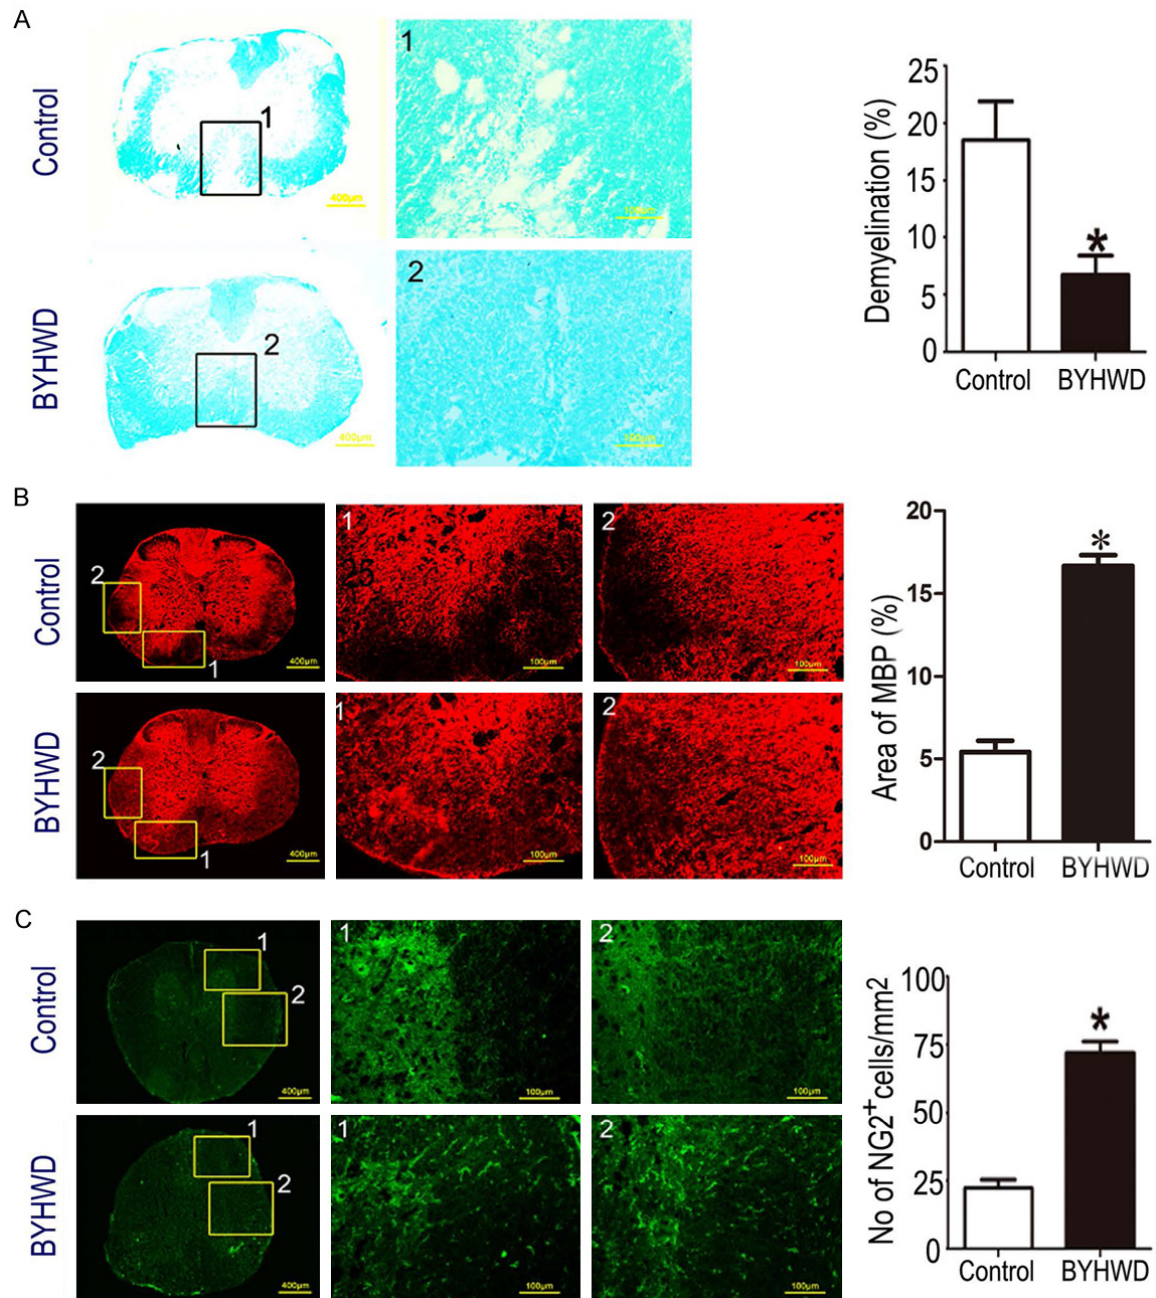 A
Control
1
400µm
1
100µm
BYHWD
2
400µm
2
100µm
Demyelination (%)
25
20
15
10
5
0
*
Control BYHWD
B
Control
2
1
400µm
1
25
100µm
2
100µm
BYHWD
2
1
400µm
1
100µm
2
100µm
Area of MBP (%)
20
15
10
5
0
*
Control BYHWD
C
Control
1
2
400µm
1
100µm
2
100µm
BYHWD
1
2
400µm
1
100µm
2
100µm
No of NG2+cells/mm2
100
75
50
25
0
*
Control BYHWD